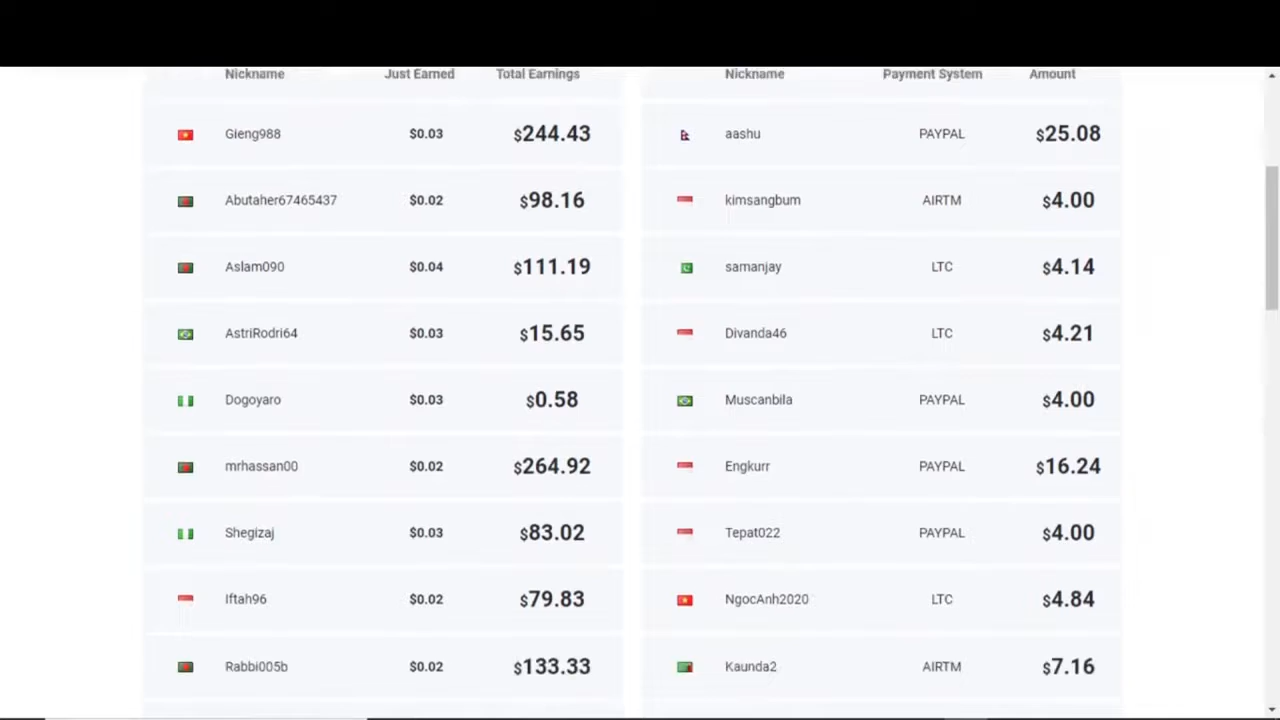 Nickname Just Earned Total Earnings
Gieng988 $0.03 $244.43
Abutaher67465437 $0.02 $98.16
Aslam090 $0.04 $111.19
AstriRodri64 $0.03 $15.65
Dogoyaro $0.03 $0.58
mrhassan00 $0.02 $264.92
Shegizaj $0.03 $83.02
Iftah96 $0.02 $79.83
Rabbi005b $0.02 $133.33
Nickname Payment System Amount
aashu PAYPAL $25.08
kimsangbum AIRTM $4.00
samanjay LTC $4.14
Divanda46 LTC $4.21
Muscanbila PAYPAL $4.00
Engkurr PAYPAL $16.24
Tepat022 PAYPAL $4.00
NgocAnh2020 LTC $4.84
Kaunda2 AIRTM $7.16